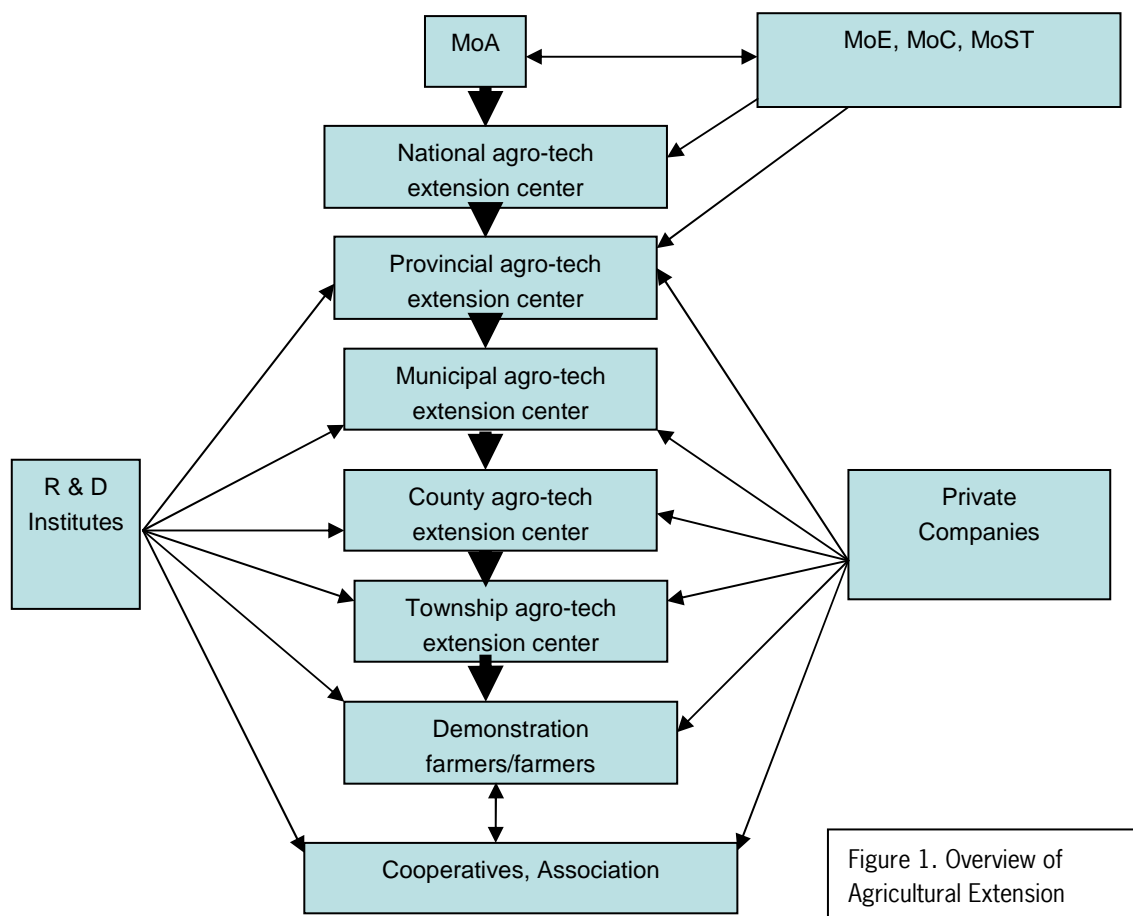 MoA
MoE, MoC, MoST
National agro-tech
extension center
Provincial agro-tech
extension center
Municipal agro-tech
extension center
R & D
Institutes
County agro-tech
extension center
Private
Companies
Township agro-tech
extension center
Demonstration
farmers/farmers
Cooperatives, Association
Figure 1. Overview of
Agricultural Extension